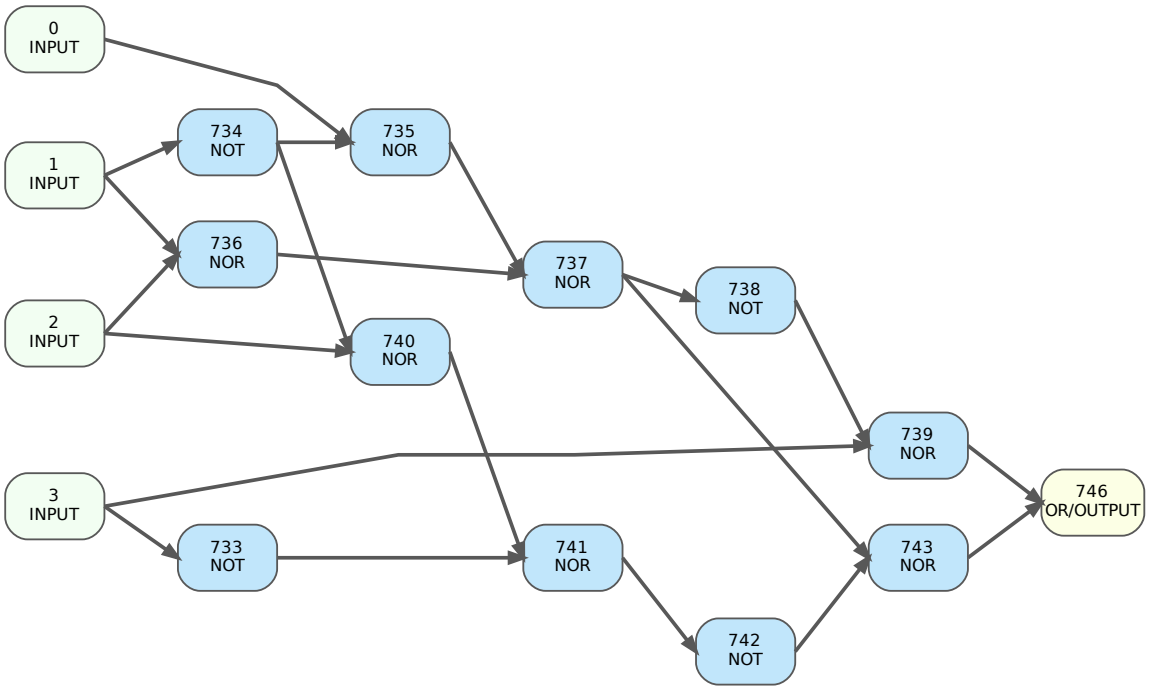 0
INPUT
734
NOT
735
NOR
1
INPUT
736
NOR
737
NOR
738
NOT
2
INPUT
740
NOR
739
NOR
746
OR/OUTPUT
3
INPUT
733
NOT
741
NOR
743
NOR
742
NOT